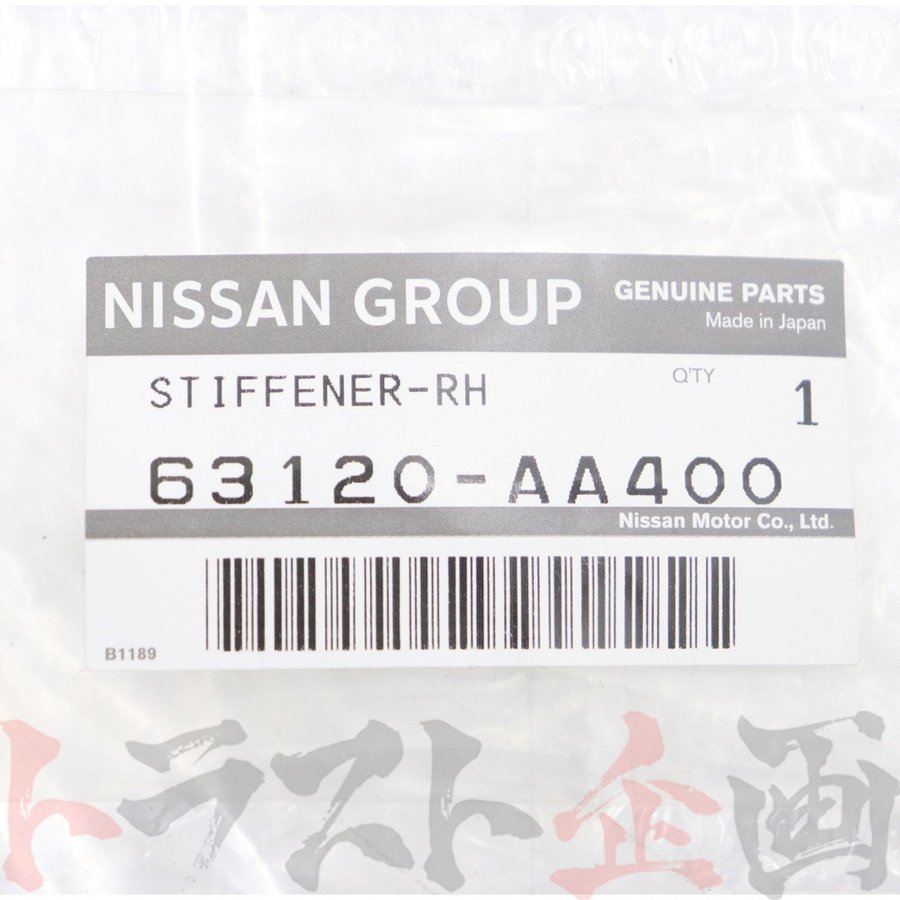 NISSAN GROUP
GENUINE PARTS
Made in Japan
STIFFENER-RH
Q'TY
1
63120-AA400
Nissan Motor Co., Ltd.
B1189
トラスト企画